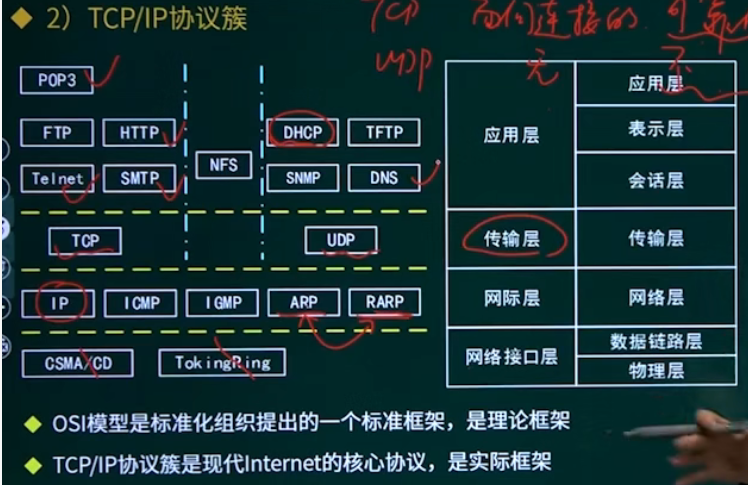 ◆ 2）TCP/IP协议簇
TCP 面向连接的 可靠
UDP 无 不
POP3
FTP HTTP DHCP TFTP
NFS
Telnet SMTP SNMP DNS
TCP UDP
IP ICMP IGMP ARP RARP
CSMA/CD TokingRing
应用层 应用层
表示层
会话层
传输层 传输层
网际层 网络层
网络接口层 数据链路层
物理层
◆ OSI模型是标准化组织提出的一个标准框架，是理论框架
◆ TCP/IP协议簇是现代Internet的核心协议，是实际框架